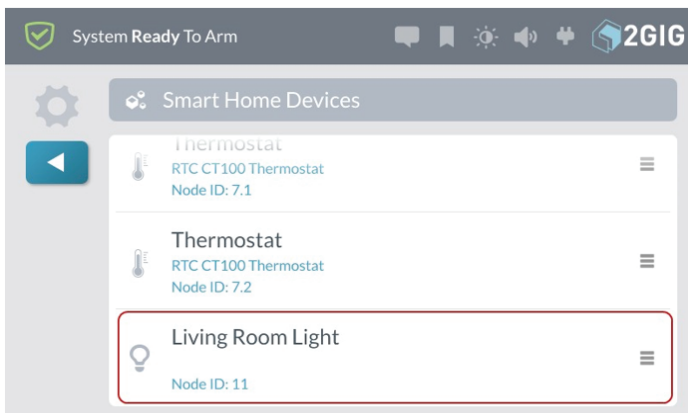 System Ready To Arm
2GIG
Smart Home Devices
Thermostat
RTC CT100 Thermostat
Node ID: 7.1
Thermostat
RTC CT100 Thermostat
Node ID: 7.2
Living Room Light
Node ID: 11